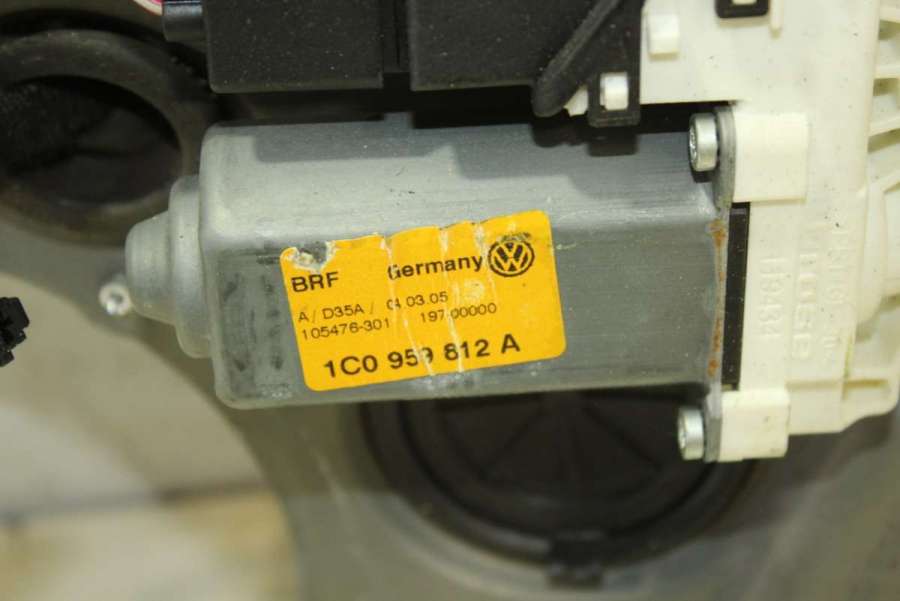 BRF Germany
A/ D35A/ 04.03.05
105476-301 197-00000
1C0 959 812 A